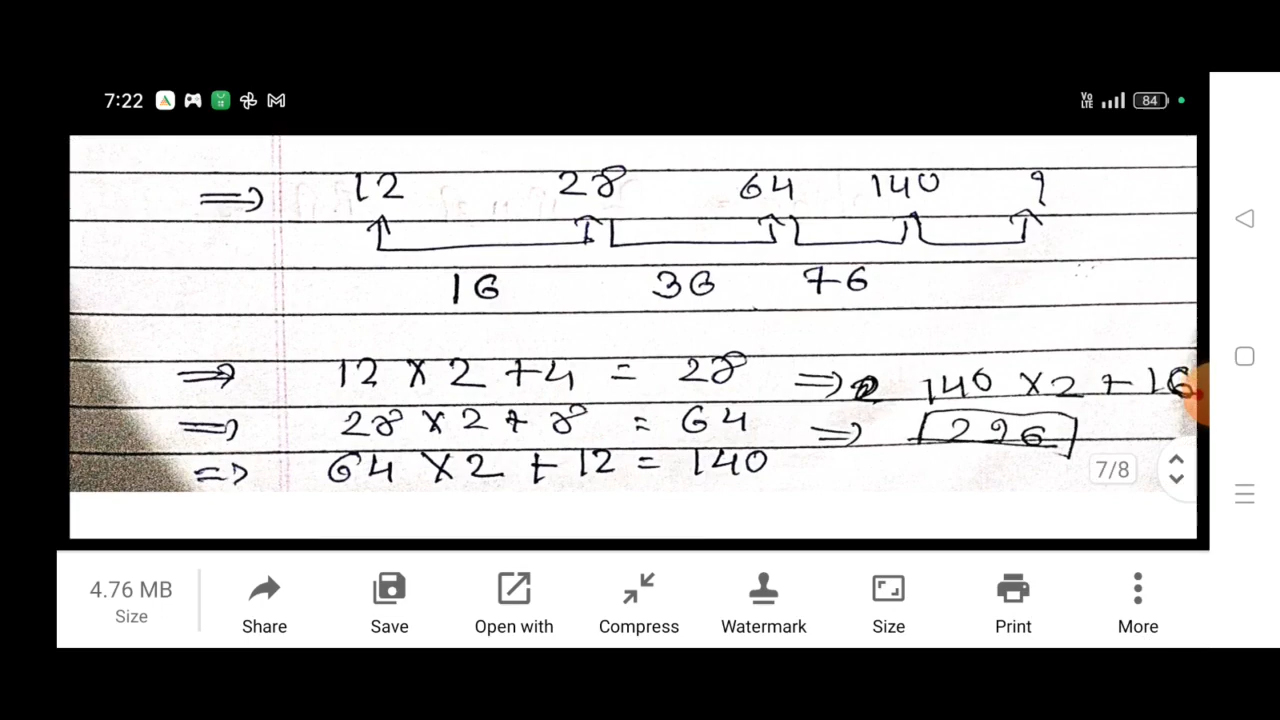 7:22 Vo LTE 84
⇒ 12 28 64 140 ?
16 36 76
⇒ 12 × 2 + 4 = 28
⇒ 28 × 2 + 8 = 64
⇒ 64 × 2 + 12 = 140
⇒ 140 × 2 + 16
⇒ 296
7/8
4.76 MB
Size
Share Save Open with Compress Watermark Size Print More